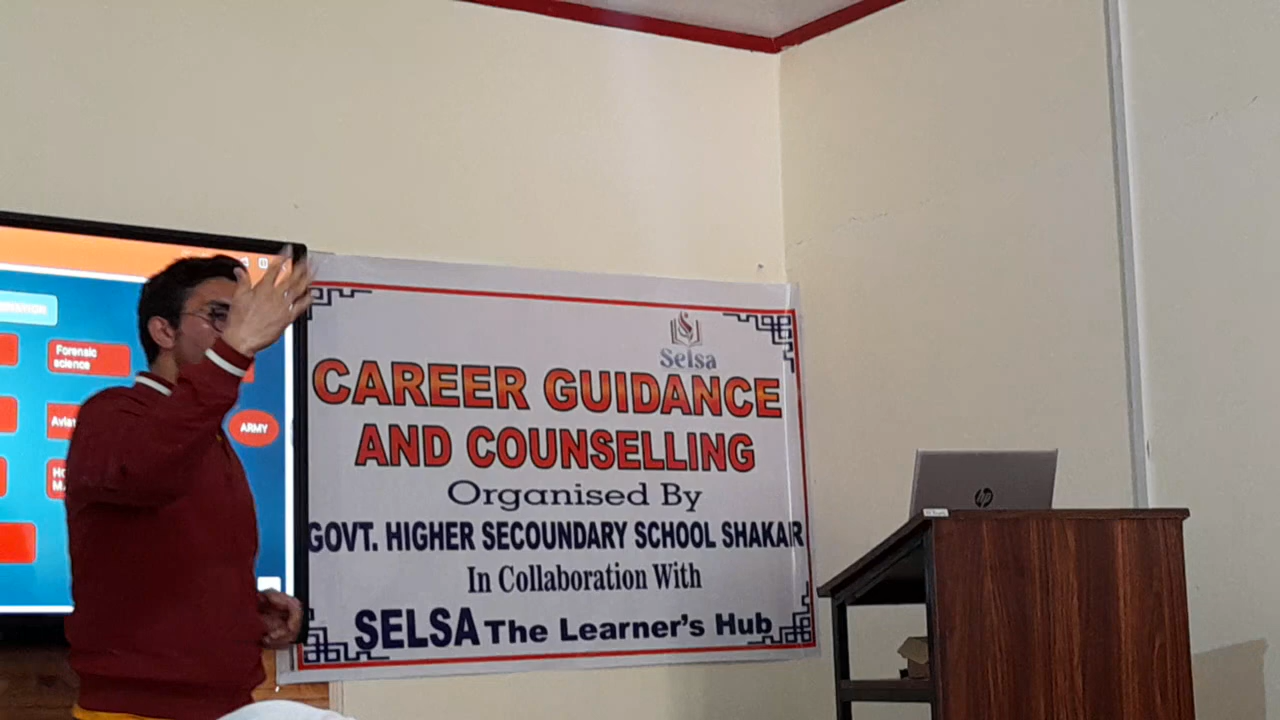 Forensic
science
ARMY
Selsa
CAREER GUIDANCE
AND COUNSELLING
Organised By
GOVT. HIGHER SECOUNDARY SCHOOL SHAKAR
In Collaboration With
SELSA The Learner's Hub
hp